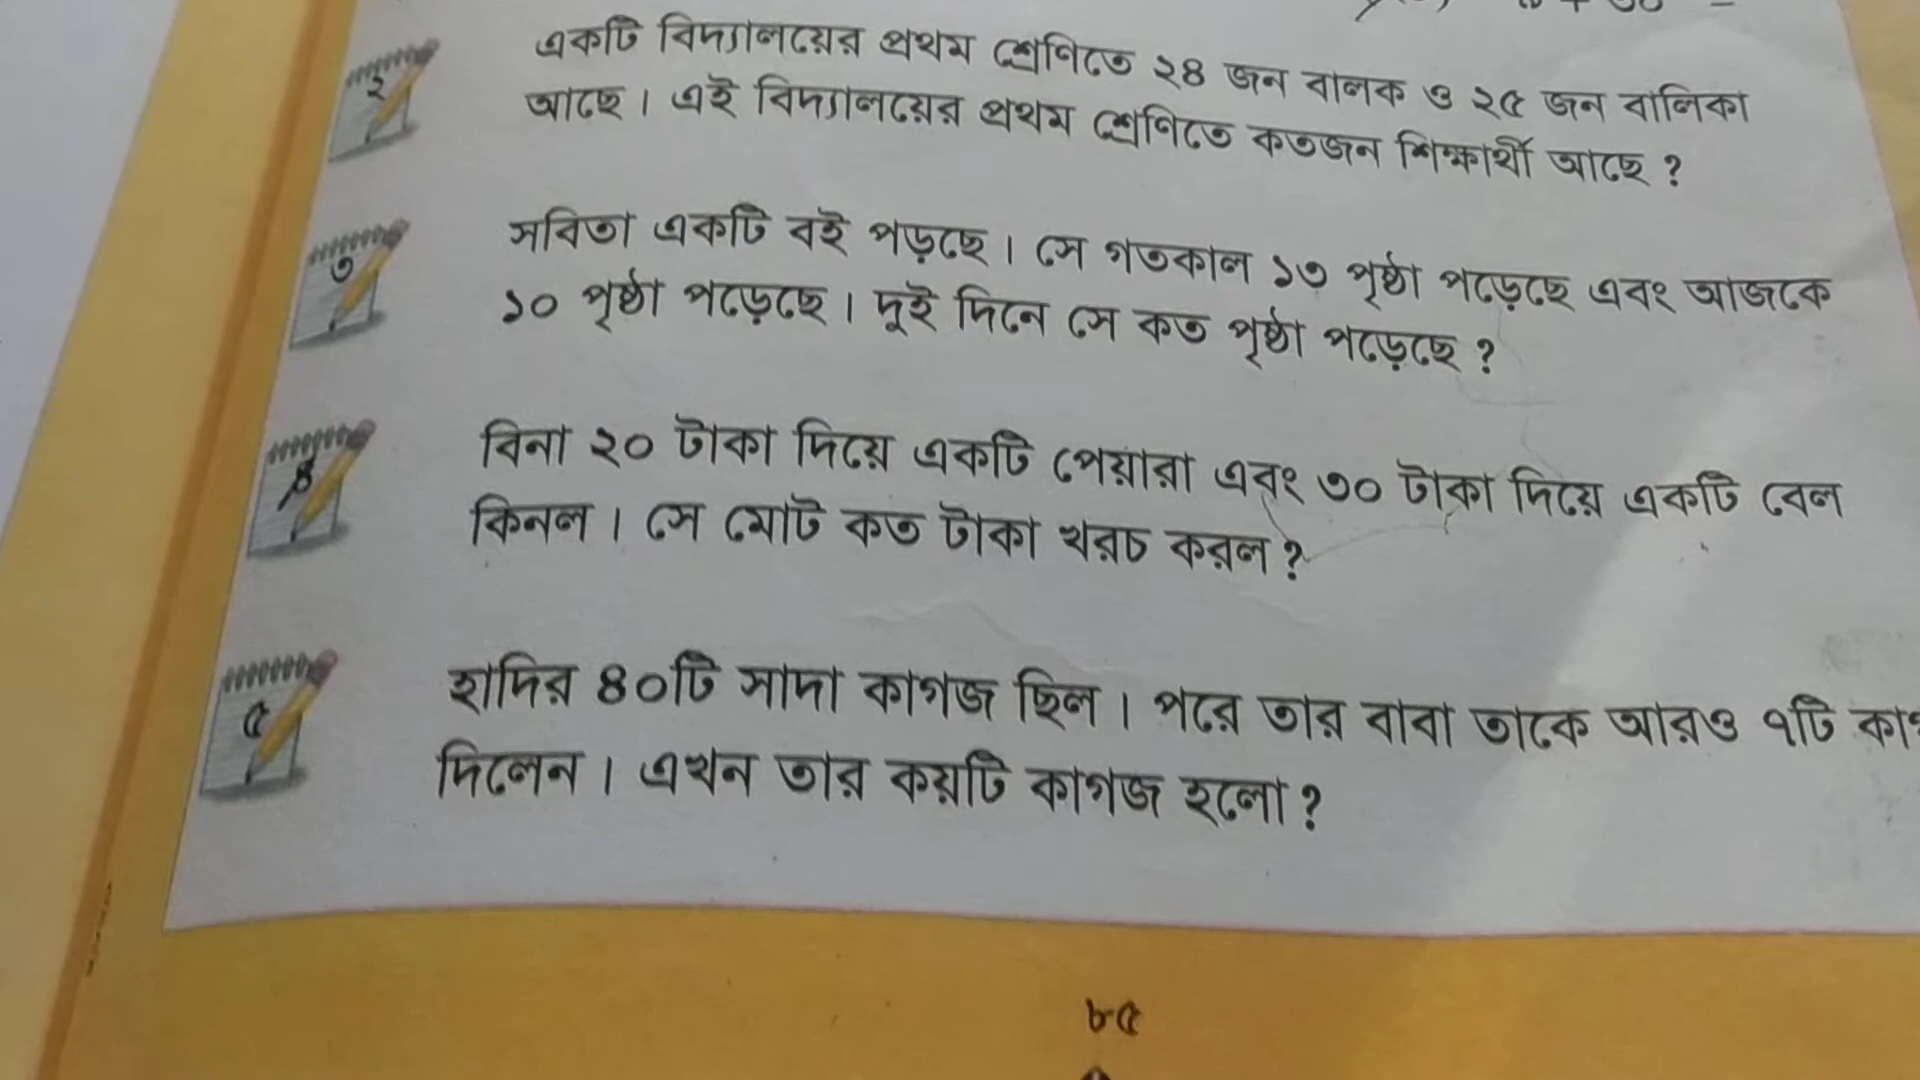 ২
একটি বিদ্যালয়ের প্রথম শ্রেণিতে ২৪ জন বালক ও ২৫ জন বালিকা
আছে। এই বিদ্যালয়ের প্রথম শ্রেণিতে কতজন শিক্ষার্থী আছে ?
৩
সবিতা একটি বই পড়ছে। সে গতকাল ১৩ পৃষ্ঠা পড়েছে এবং আজকে
১০ পৃষ্ঠা পড়েছে। দুই দিনে সে কত পৃষ্ঠা পড়েছে ?
৪
বিনা ২০ টাকা দিয়ে একটি পেয়ারা এবং ৩০ টাকা দিয়ে একটি বেল
কিনল। সে মোট কত টাকা খরচ করল ?
৫
হাদির ৪০টি সাদা কাগজ ছিল। পরে তার বাবা তাকে আরও ৭টি
দিলেন। এখন তার কয়টি কাগজ হলো ?
৮৫